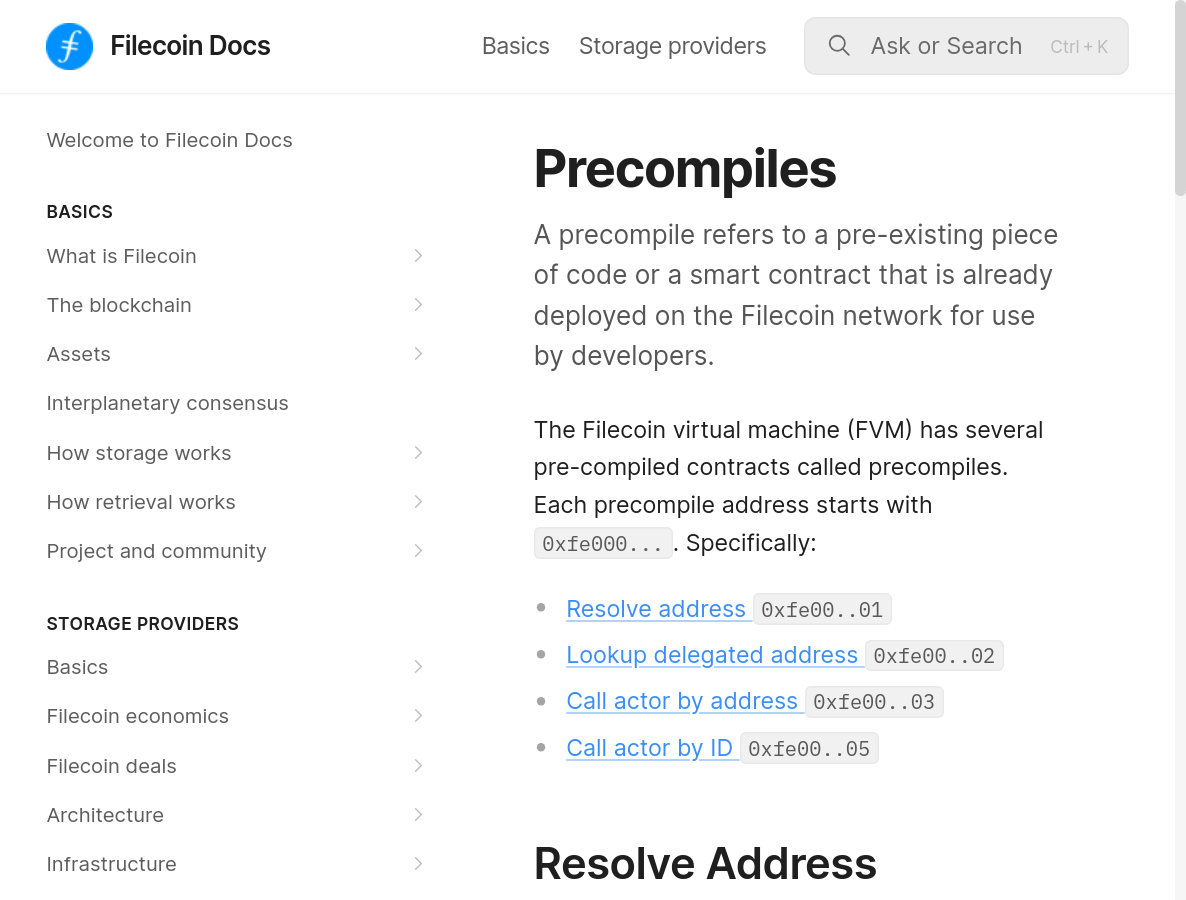 Filecoin Docs
Basics
Storage providers
Ask or Search
Ctrl + K
Welcome to Filecoin Docs
BASICS
What is Filecoin
The blockchain
Assets
Interplanetary consensus
How storage works
How retrieval works
Project and community
STORAGE PROVIDERS
Basics
Filecoin economics
Filecoin deals
Architecture
Infrastructure
Precompiles
A precompile refers to a pre-existing piece
of code or a smart contract that is already
deployed on the Filecoin network for use
by developers.
The Filecoin virtual machine (FVM) has several
pre-compiled contracts called precompiles.
Each precompile address starts with
0xfe000... . Specifically:
Resolve address 0xfe00..01
Lookup delegated address 0xfe00..02
Call actor by address 0xfe00..03
Call actor by ID 0xfe00..05
Resolve Address